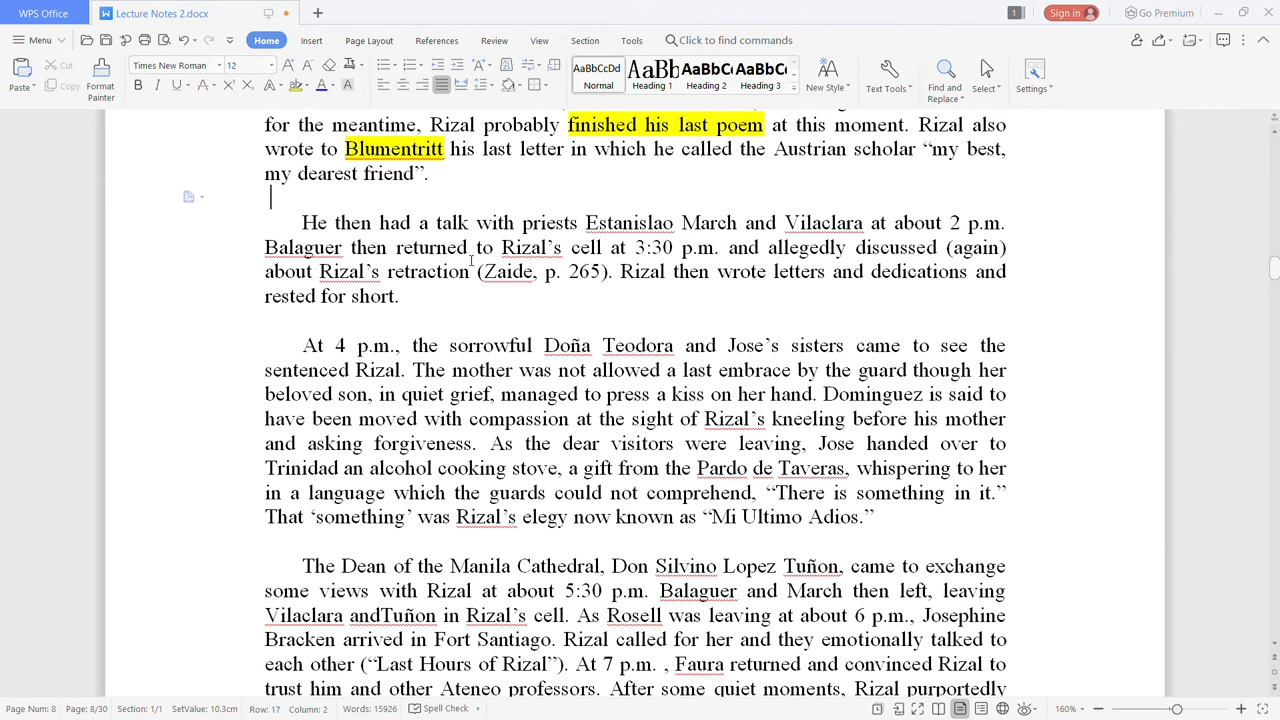 WPS Office
Lecture Notes 2.docx
1
Sign in
Go Premium
Menu
Home
Insert
Page Layout
References
Review
View
Section
Tools
Click to find commands
Paste
Cut
Copy
Format Painter
Times New Roman
12
AaBbCcDd
Normal
AaBb
Heading 1
AaBbC
Heading 2
AaBbC
Heading 3
New Style
Text Tools
Find and Replace
Select
Settings
for the meantime, Rizal probably finished his last poem at this moment. Rizal also
wrote to Blumentritt his last letter in which he called the Austrian scholar “my best,
my dearest friend”.
He then had a talk with priests Estanislao March and Vilaclara at about 2 p.m.
Balaguer then returned to Rizal’s cell at 3:30 p.m. and allegedly discussed (again)
about Rizal’s retraction (Zaide, p. 265). Rizal then wrote letters and dedications and
rested for short.
At 4 p.m., the sorrowful Doña Teodora and Jose’s sisters came to see the
sentenced Rizal. The mother was not allowed a last embrace by the guard though her
beloved son, in quiet grief, managed to press a kiss on her hand. Dominguez is said to
have been moved with compassion at the sight of Rizal’s kneeling before his mother
and asking forgiveness. As the dear visitors were leaving, Jose handed over to
Trinidad an alcohol cooking stove, a gift from the Pardo de Taveras, whispering to her
in a language which the guards could not comprehend, “There is something in it.”
That ‘something’ was Rizal’s elegy now known as “Mi Ultimo Adios.”
The Dean of the Manila Cathedral, Don Silvino Lopez Tuñon, came to exchange
some views with Rizal at about 5:30 p.m. Balaguer and March then left, leaving
Vilaclara andTuñon in Rizal’s cell. As Rosell was leaving at about 6 p.m., Josephine
Bracken arrived in Fort Santiago. Rizal called for her and they emotionally talked to
each other (“Last Hours of Rizal”). At 7 p.m. , Faura returned and convinced Rizal to
trust him and other Ateneo professors. After some quiet moments, Rizal purportedly
Page Num: 8
Page: 8/30
Section: 1/1
SetValue: 10.3cm
Row: 17
Column: 2
Words: 15926
Spell Check
160%